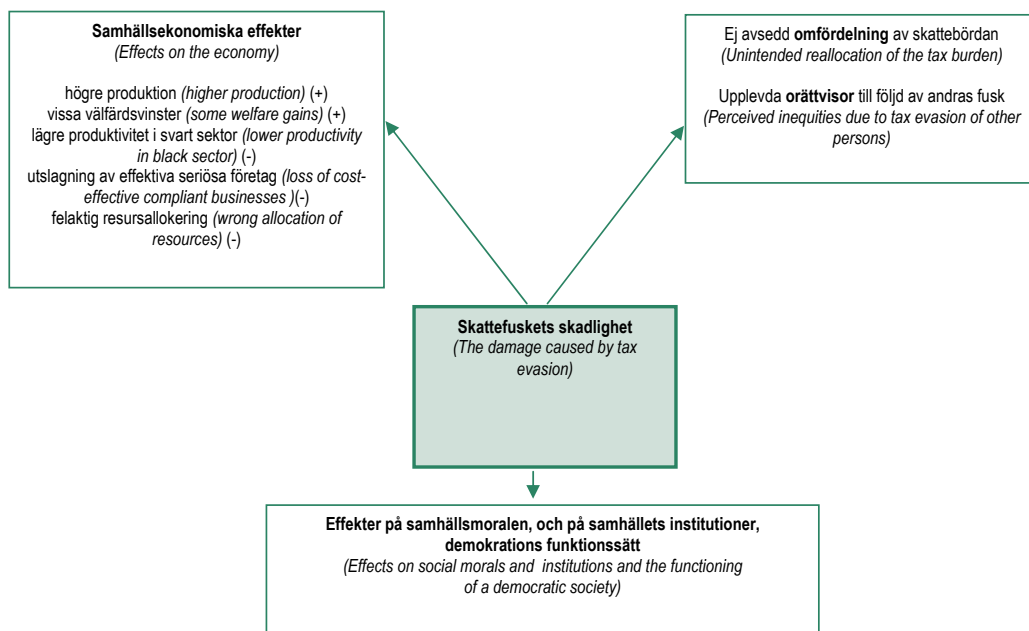 Samhällsekonomiska effekter
(Effects on the economy)
högre produktion (higher production) (+)
vissa välfärdsvinster (some welfare gains) (+)
lägre produktivitet i svart sektor (lower productivity
in black sector) (-)
utslagning av effektiva seriösa företag (loss of cost-
effective compliant businesses )(-)
felaktig resursallokering (wrong allocation of
resources) (-)
Ej avsedd omfördelning av skattebördan
(Unintended reallocation of the tax burden)
Upplevda orättvisor till följd av andras fusk
(Perceived inequities due to tax evasion of other
persons)
Skattefuskets skadlighet
(The damage caused by tax
evasion)
Effekter på samhällsmoralen, och på samhällets institutioner,
demokrations funktionssätt
(Effects on social morals and institutions and the functioning
of a democratic society)